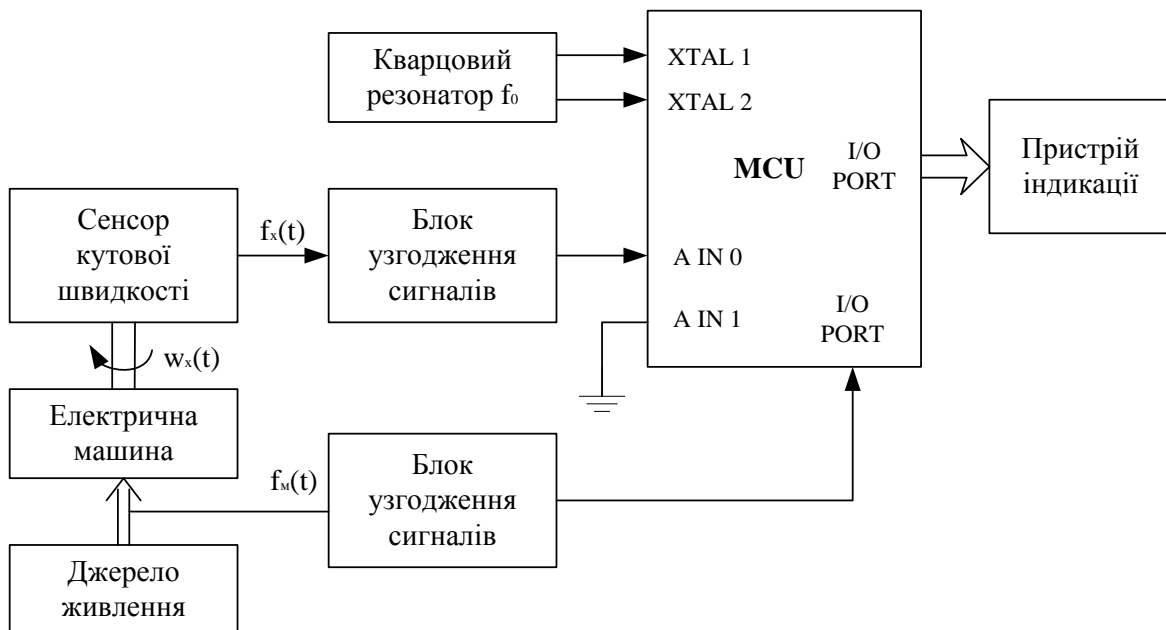 Кварцовий
резонатор f₀
XTAL 1
XTAL 2
MCU
I/O
PORT
Пристрій
індикації
Сенсор
кутової
швидкості
fₓ(t)
Блок
узгодження
сигналів
A IN 0
A IN 1
I/O
PORT
wₓ(t)
Електрична
машина
fₘ(t)
Блок
узгодження
сигналів
Джерело
живлення